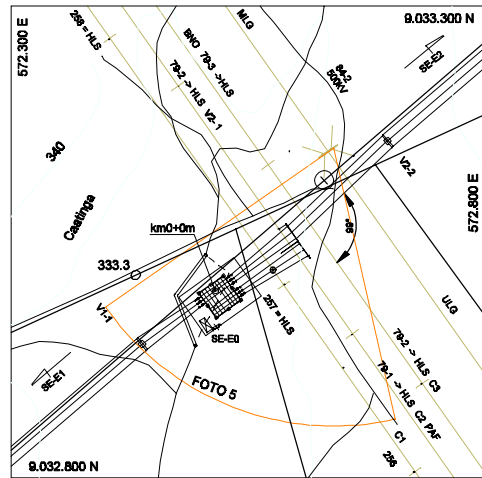 572.300 E
258 = HLS
MLG
9.033.300 N
BNO 79-3 ->HLS
79-2 -> HLS V2-1
84-2
500KV
SE-E2
340
Caatinga
V2-2
572.800 E
km0+0m
333.3
V1-1
SE-E0
257 = HLS
ULG
SE-E1
FOTO 5
79-2 -> HLS C3
79-1 -> HLS C2 PAF
C1
256
9.032.800 N